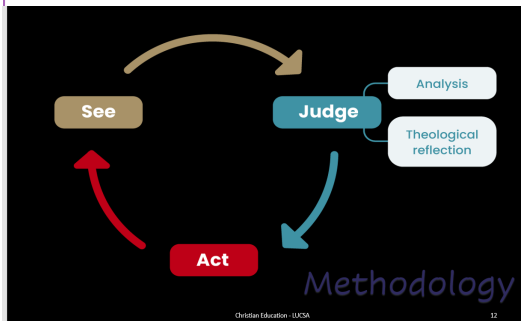 See
Judge
Analysis
Theological
reflection
Act
Methodology
Christian Education - LUCSA
12